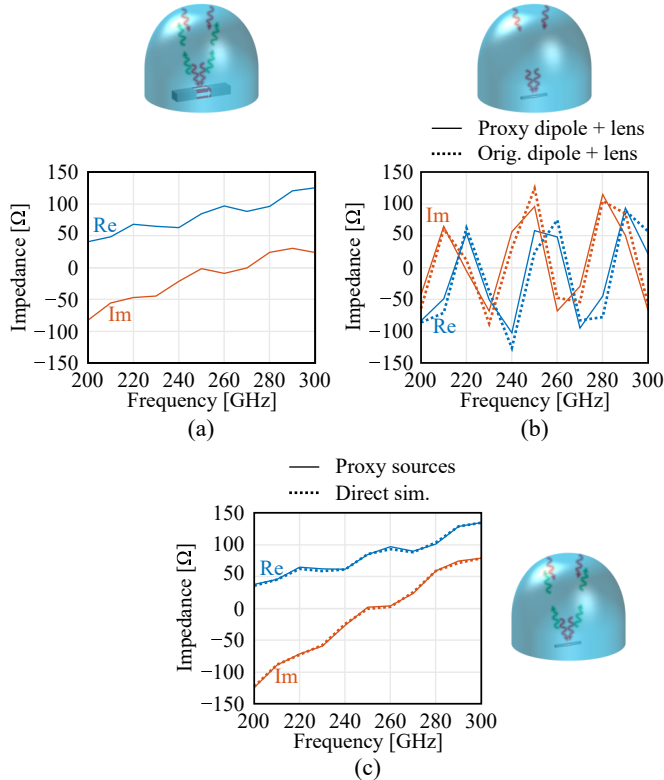 Proxy dipole + lens
Orig. dipole + lens
150
100
50
0
−50
−100
−150
Impedance [Ω]
Re
Im
200 220 240 260 280 300
Frequency [GHz]
(a)
150
100
50
0
−50
−100
−150
Impedance [Ω]
Im
Re
200 220 240 260 280 300
Frequency [GHz]
(b)
Proxy sources
Direct sim.
150
100
50
0
−50
−100
−150
Impedance [Ω]
Re
Im
200 220 240 260 280 300
Frequency [GHz]
(c)